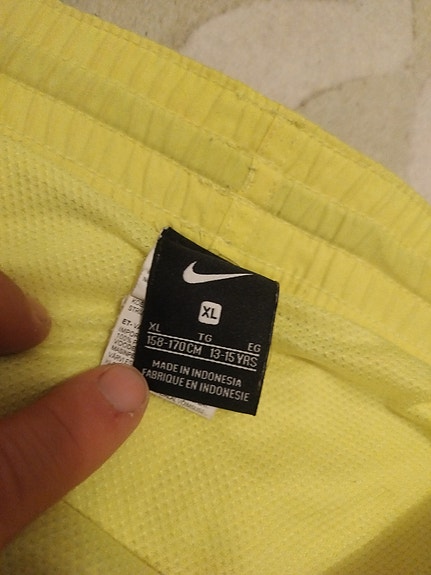 XL
XL TG EG
158-170CM 13-15YRS
MADE IN INDONESIA
FABRIQUE EN INDONESIE